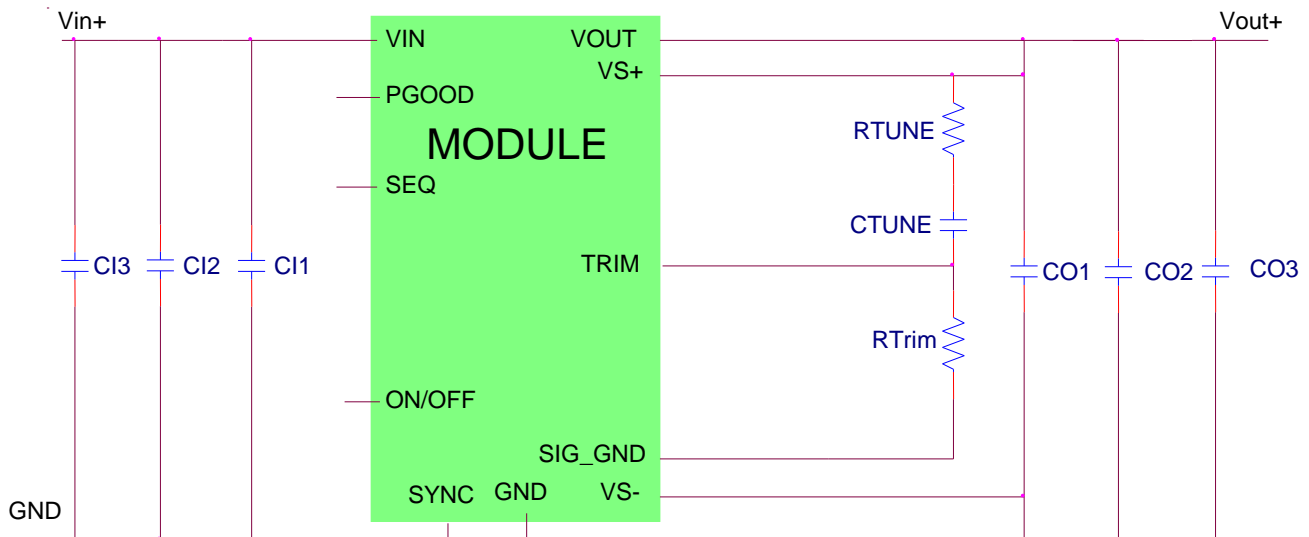 Vin+
Vout+
VIN
VOUT
VS+
PGOOD
MODULE
RTUNE
SEQ
CTUNE
TRIM
CI3
CI2
CI1
CO1
CO2
CO3
RTrim
ON/OFF
SIG_GND
SYNC
GND
VS-
GND